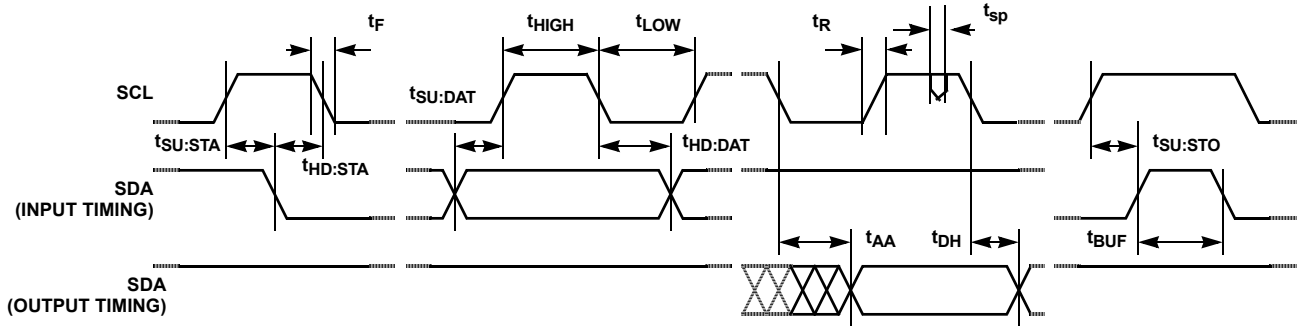 tF
tHIGH
tLOW
tR
tsp
SCL
tSU:DAT
tSU:STA
tHD:STA
tHD:DAT
tSU:STO
SDA
(INPUT TIMING)
tAA
tDH
tBUF
SDA
(OUTPUT TIMING)